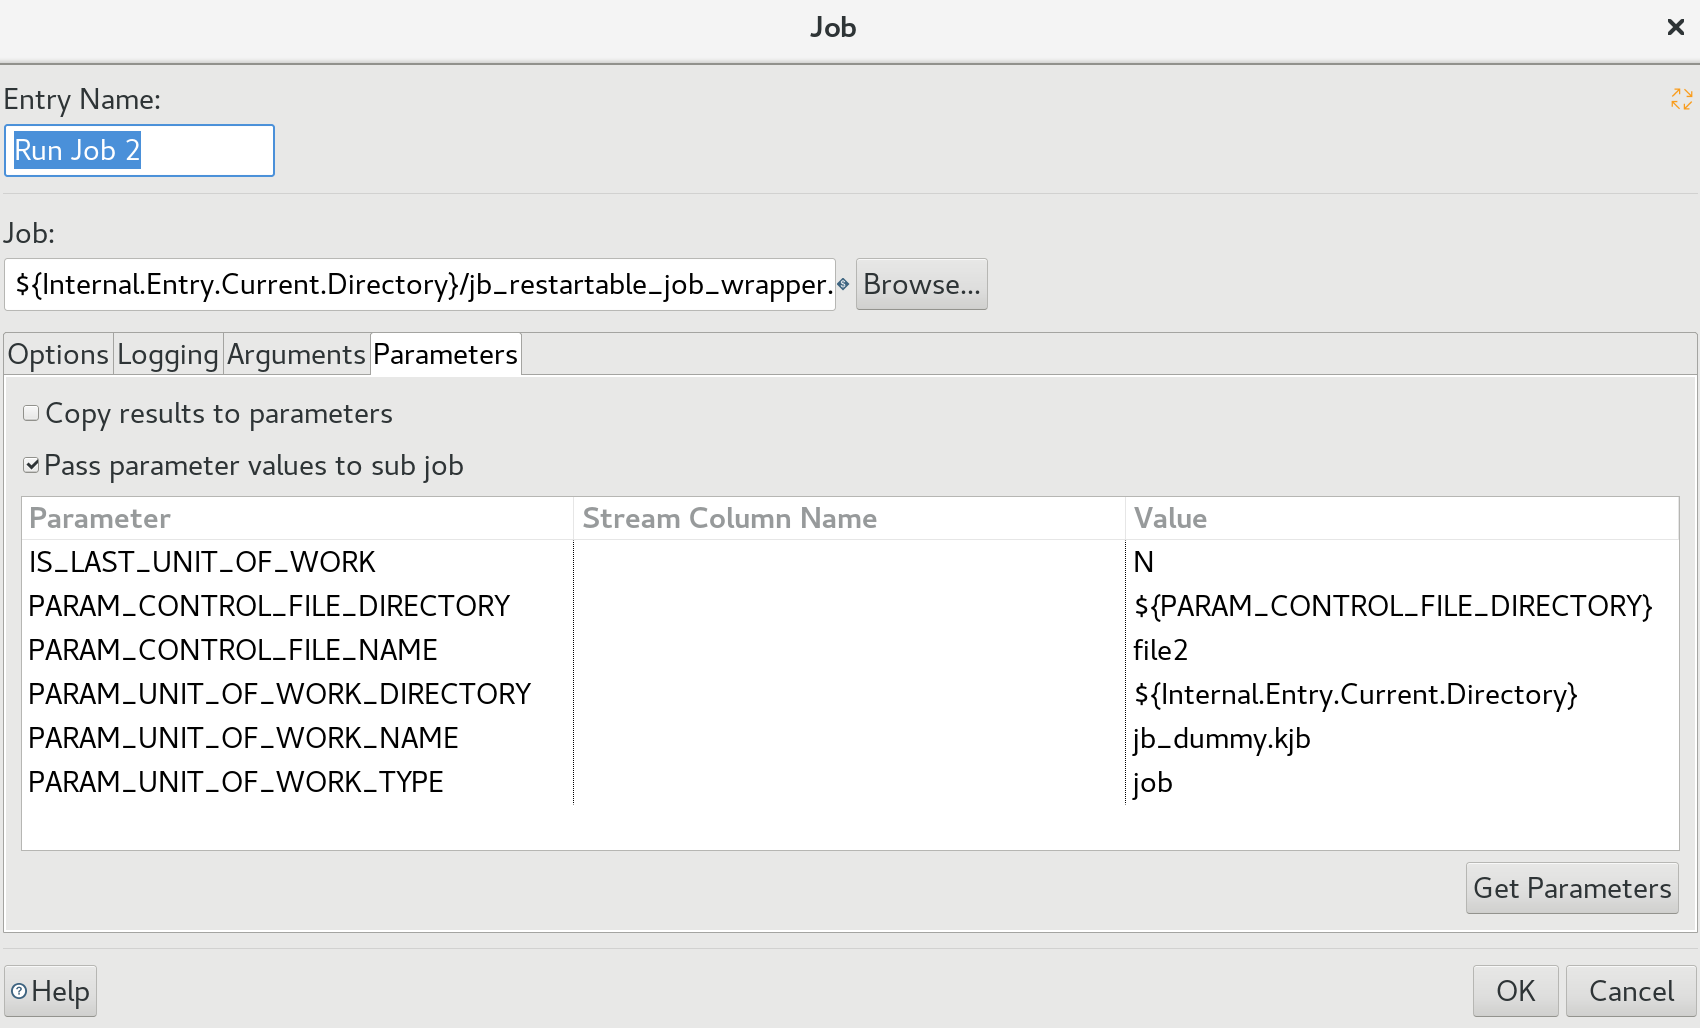 Job
Entry Name:
Run Job 2
Job:
${Internal.Entry.Current.Directory}/jb_restartable_job_wrapper. Browse...
Options Logging Arguments Parameters
Copy results to parameters
Pass parameter values to sub job
Parameter Stream Column Name Value
IS_LAST_UNIT_OF_WORK N
PARAM_CONTROL_FILE_DIRECTORY ${PARAM_CONTROL_FILE_DIRECTORY}
PARAM_CONTROL_FILE_NAME file2
PARAM_UNIT_OF_WORK_DIRECTORY ${Internal.Entry.Current.Directory}
PARAM_UNIT_OF_WORK_NAME jb_dummy.kjb
PARAM_UNIT_OF_WORK_TYPE job
Get Parameters
Help OK Cancel